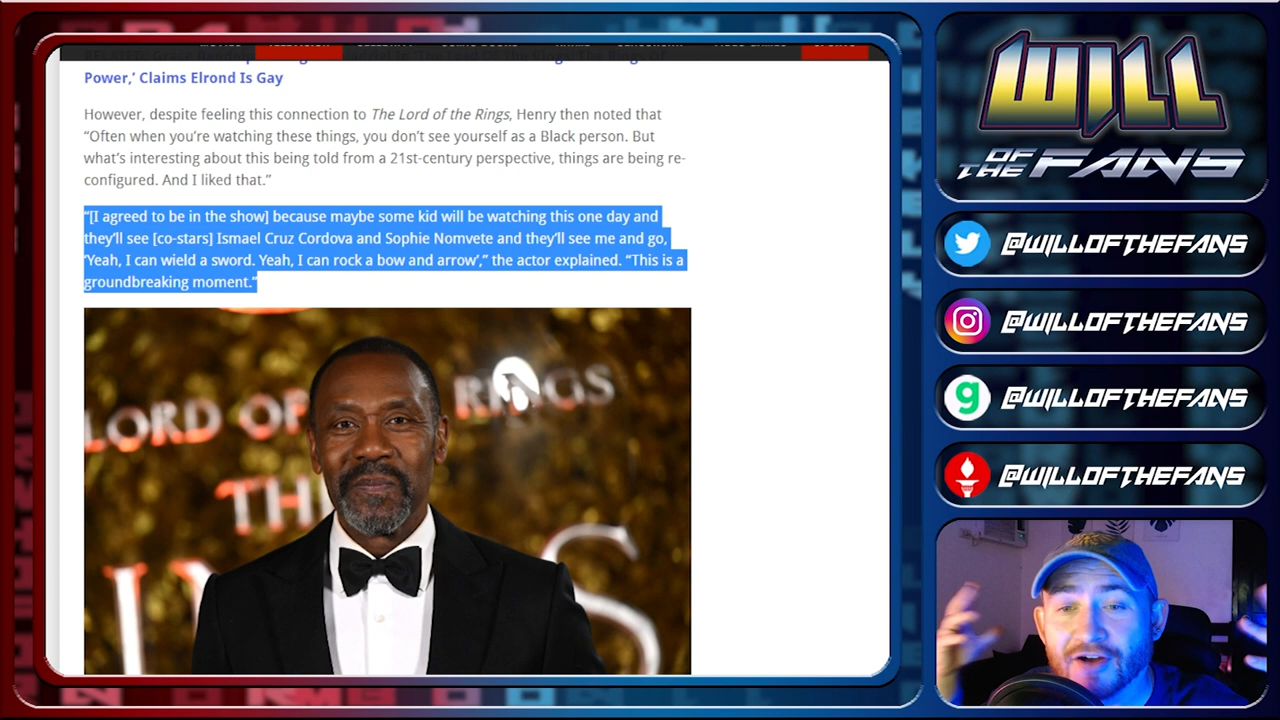 Power,’ Claims Elrond Is Gay
However, despite feeling this connection to The Lord of the Rings, Henry then noted that
“Often when you’re watching these things, you don’t see yourself as a Black person. But
what’s interesting about this being told from a 21st-century perspective, things are being re-
configured. And I liked that.”
“[I agreed to be in the show] because maybe some kid will be watching this one day and
they’ll see [co-stars] Ismael Cruz Cordova and Sophie Nomvete and they’ll see me and go,
‘Yeah, I can wield a sword. Yeah, I can rock a bow and arrow’,” the actor explained. “This is a
groundbreaking moment.”
LORD OF
RINGS
TH
WILL
OF THE FANS
@WILLOFTHEFANS
@WILLOFTHEFANS
@WILLOFTHEFANS
@WILLOFTHEFANS